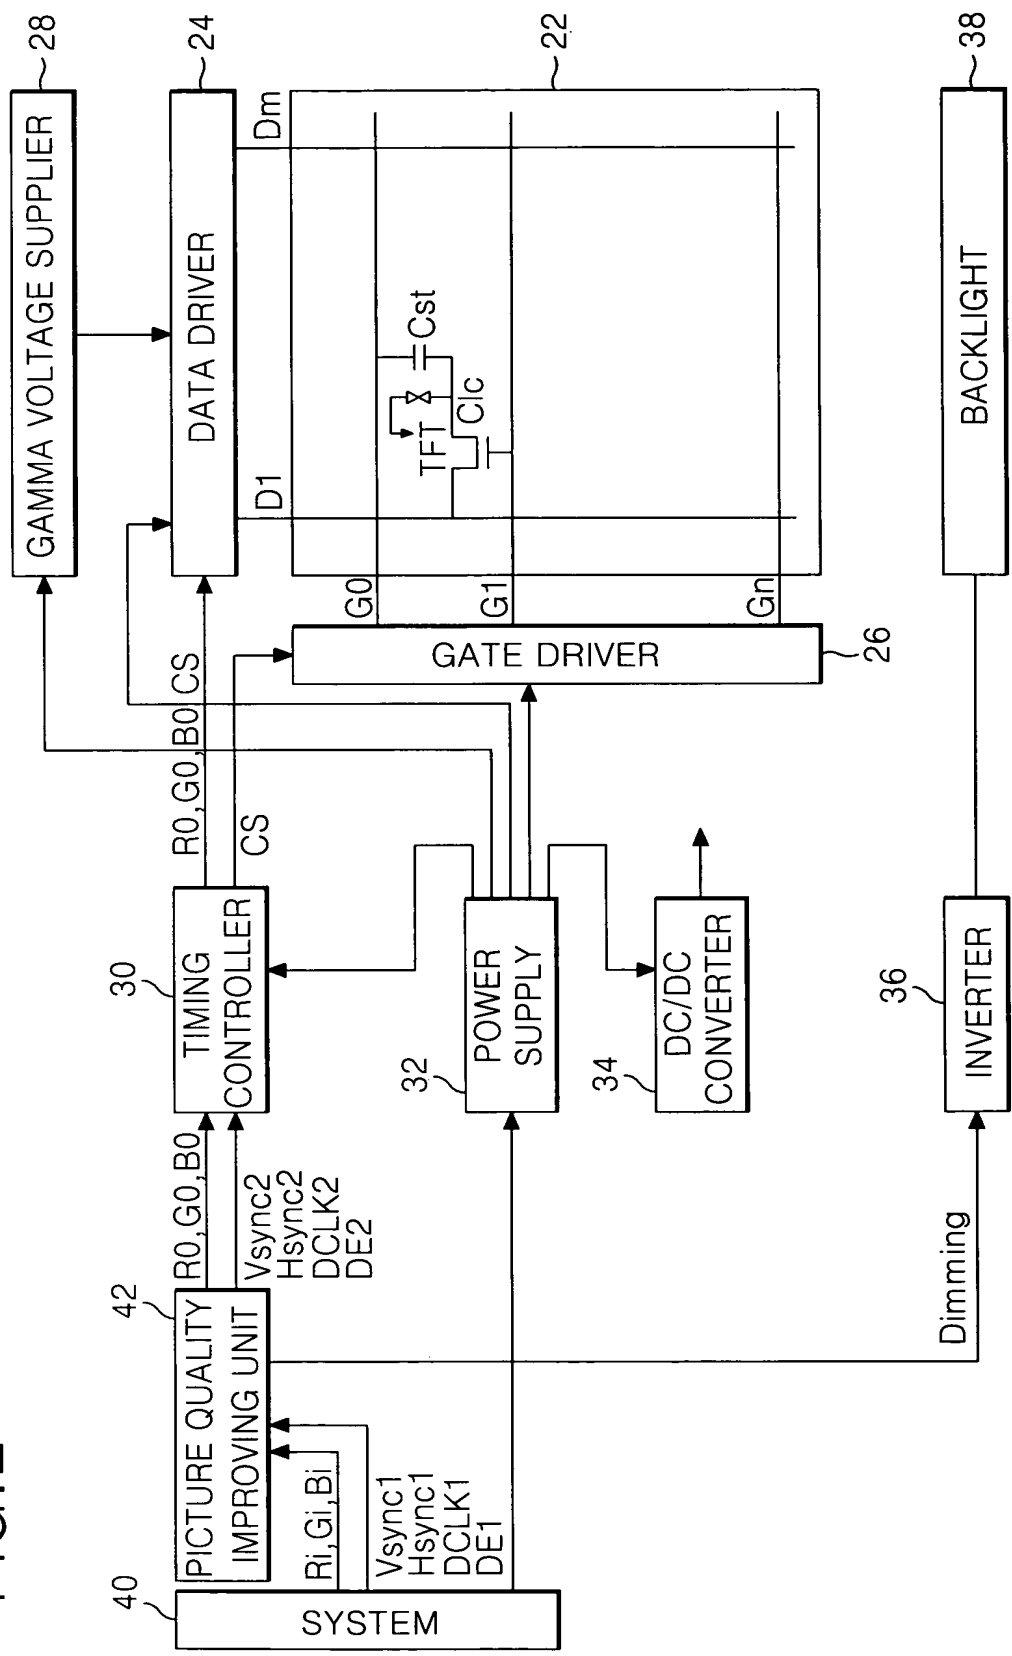 28
GAMMA VOLTAGE SUPPLIER
24
DATA DRIVER
22
D1
Dm
G0
G1
Gn
TFT
Clc
Cst
GATE DRIVER
26
R0,G0,B0 CS
CS
30
TIMING
CONTROLLER
32
POWER
SUPPLY
34
DC/DC
CONVERTER
36
INVERTER
38
BACKLIGHT
42
PICTURE QUALITY
IMPROVING UNIT
R0,G0,B0
Vsync2
Hsync2
DCLK2
DE2
Dimming
40
SYSTEM
Ri,Gi,Bi
Vsync1
Hsync1
DCLK1
DE1